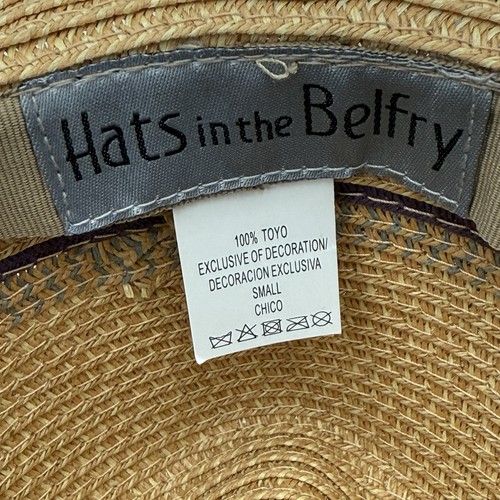 Hats in the Belfry
100% TOYO
EXCLUSIVE OF DECORATION/
DECORACION EXCLUSIVA
SMALL
CHICO